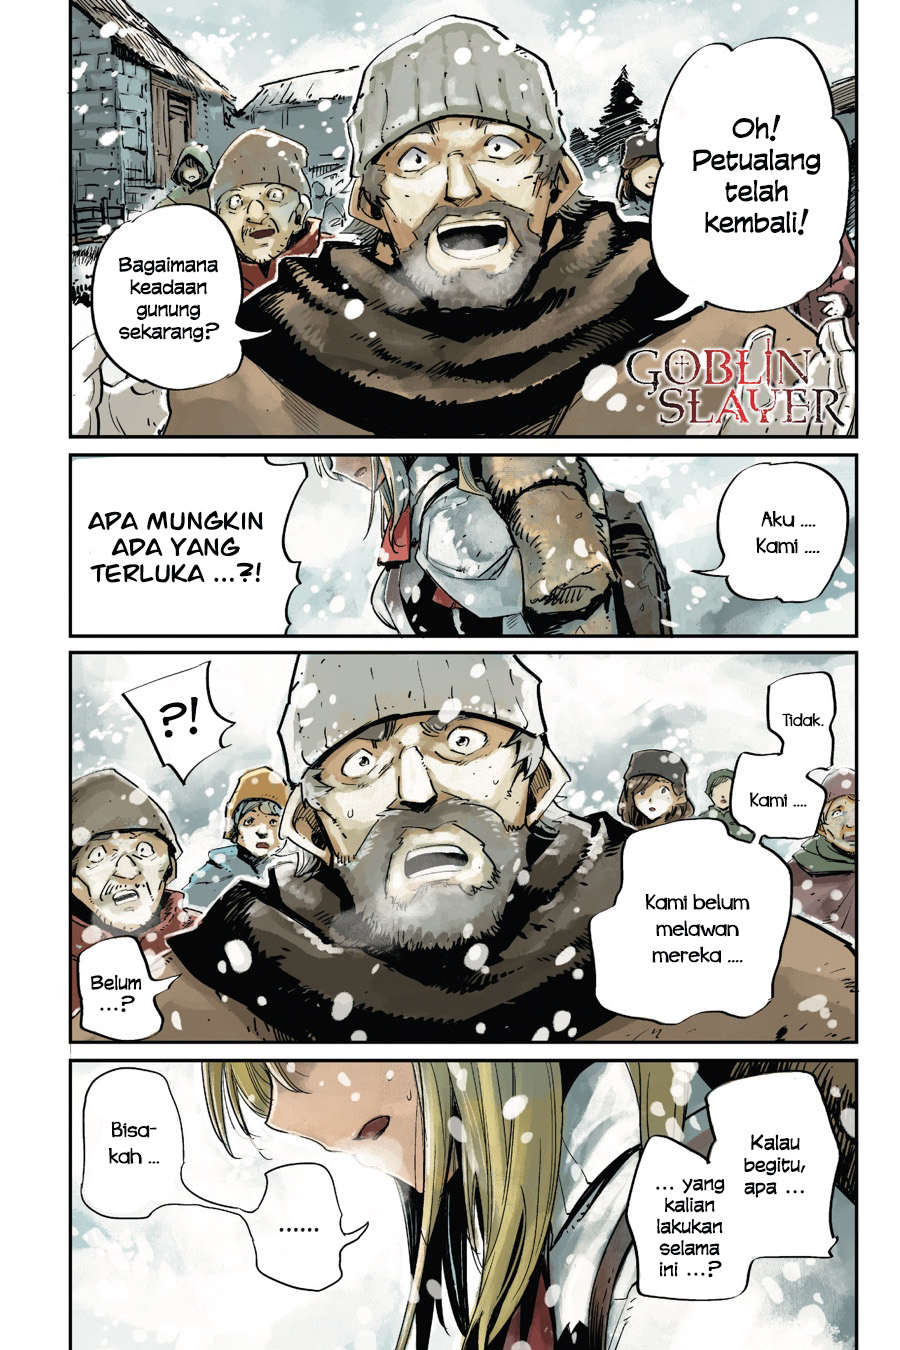 Oh!
Petualang
telah
kembali!
Bagaimana
keadaan
gunung
sekarang?
GOBLIN
SLAYER
Aku ....
Kami ....
APA MUNGKIN
ADA YANG
TERLUKA ...?!
Tidak.
Kami ....
Kami belum
melawan
mereka ....
?!
Belum
...?
Kalau
begitu,
apa ...
... yang
kalian
lakukan
selama
ini ...?
......
Bisa-
kah ...